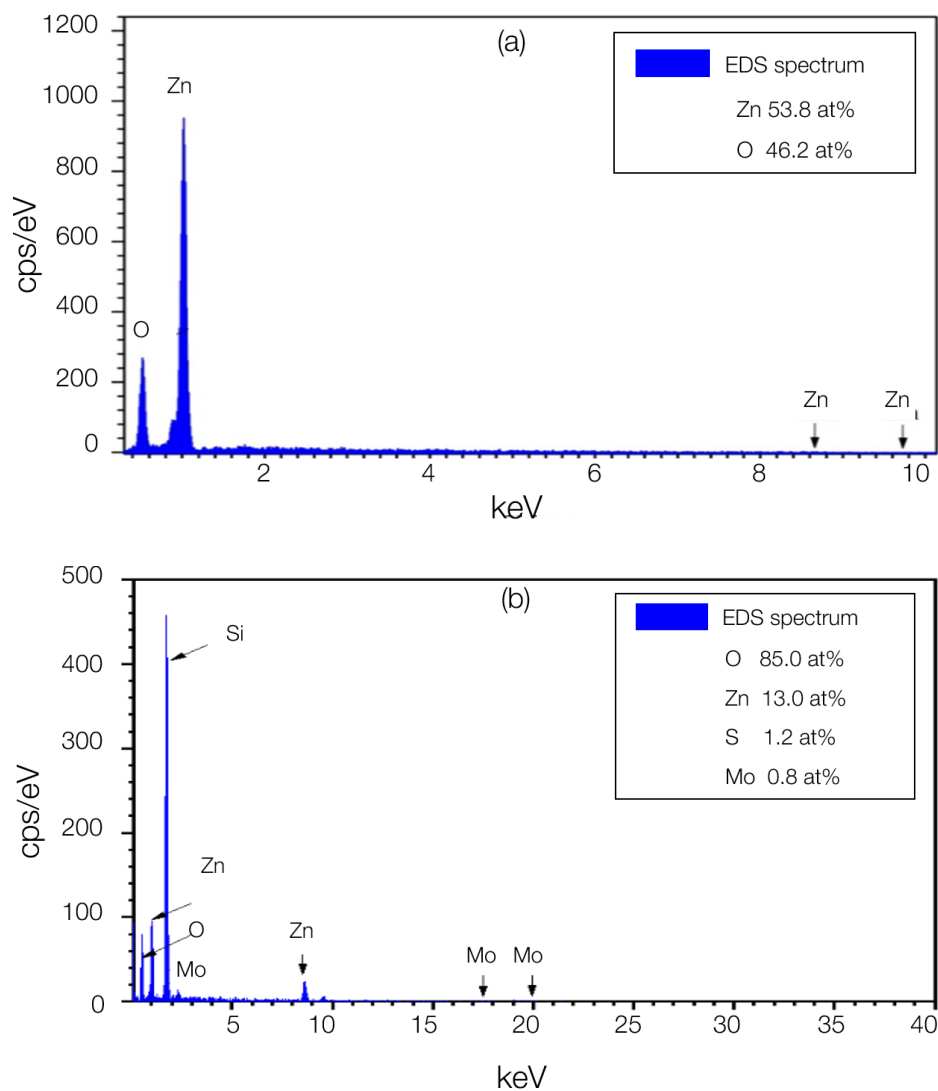 1200
(a)
EDS spectrum
Zn
1000
Zn 53.8 at%
O 46.2 at%
800
cps/eV
600
400
O
200
Zn Zn
0
2 4 6 8 10
keV
500
(b)
EDS spectrum
Si
O 85.0 at%
400
Zn 13.0 at%
S 1.2 at%
Mo 0.8 at%
300
cps/eV
200
Zn
100
O Zn
Mo Mo Mo
0
5 10 15 20 25 30 35 40
keV